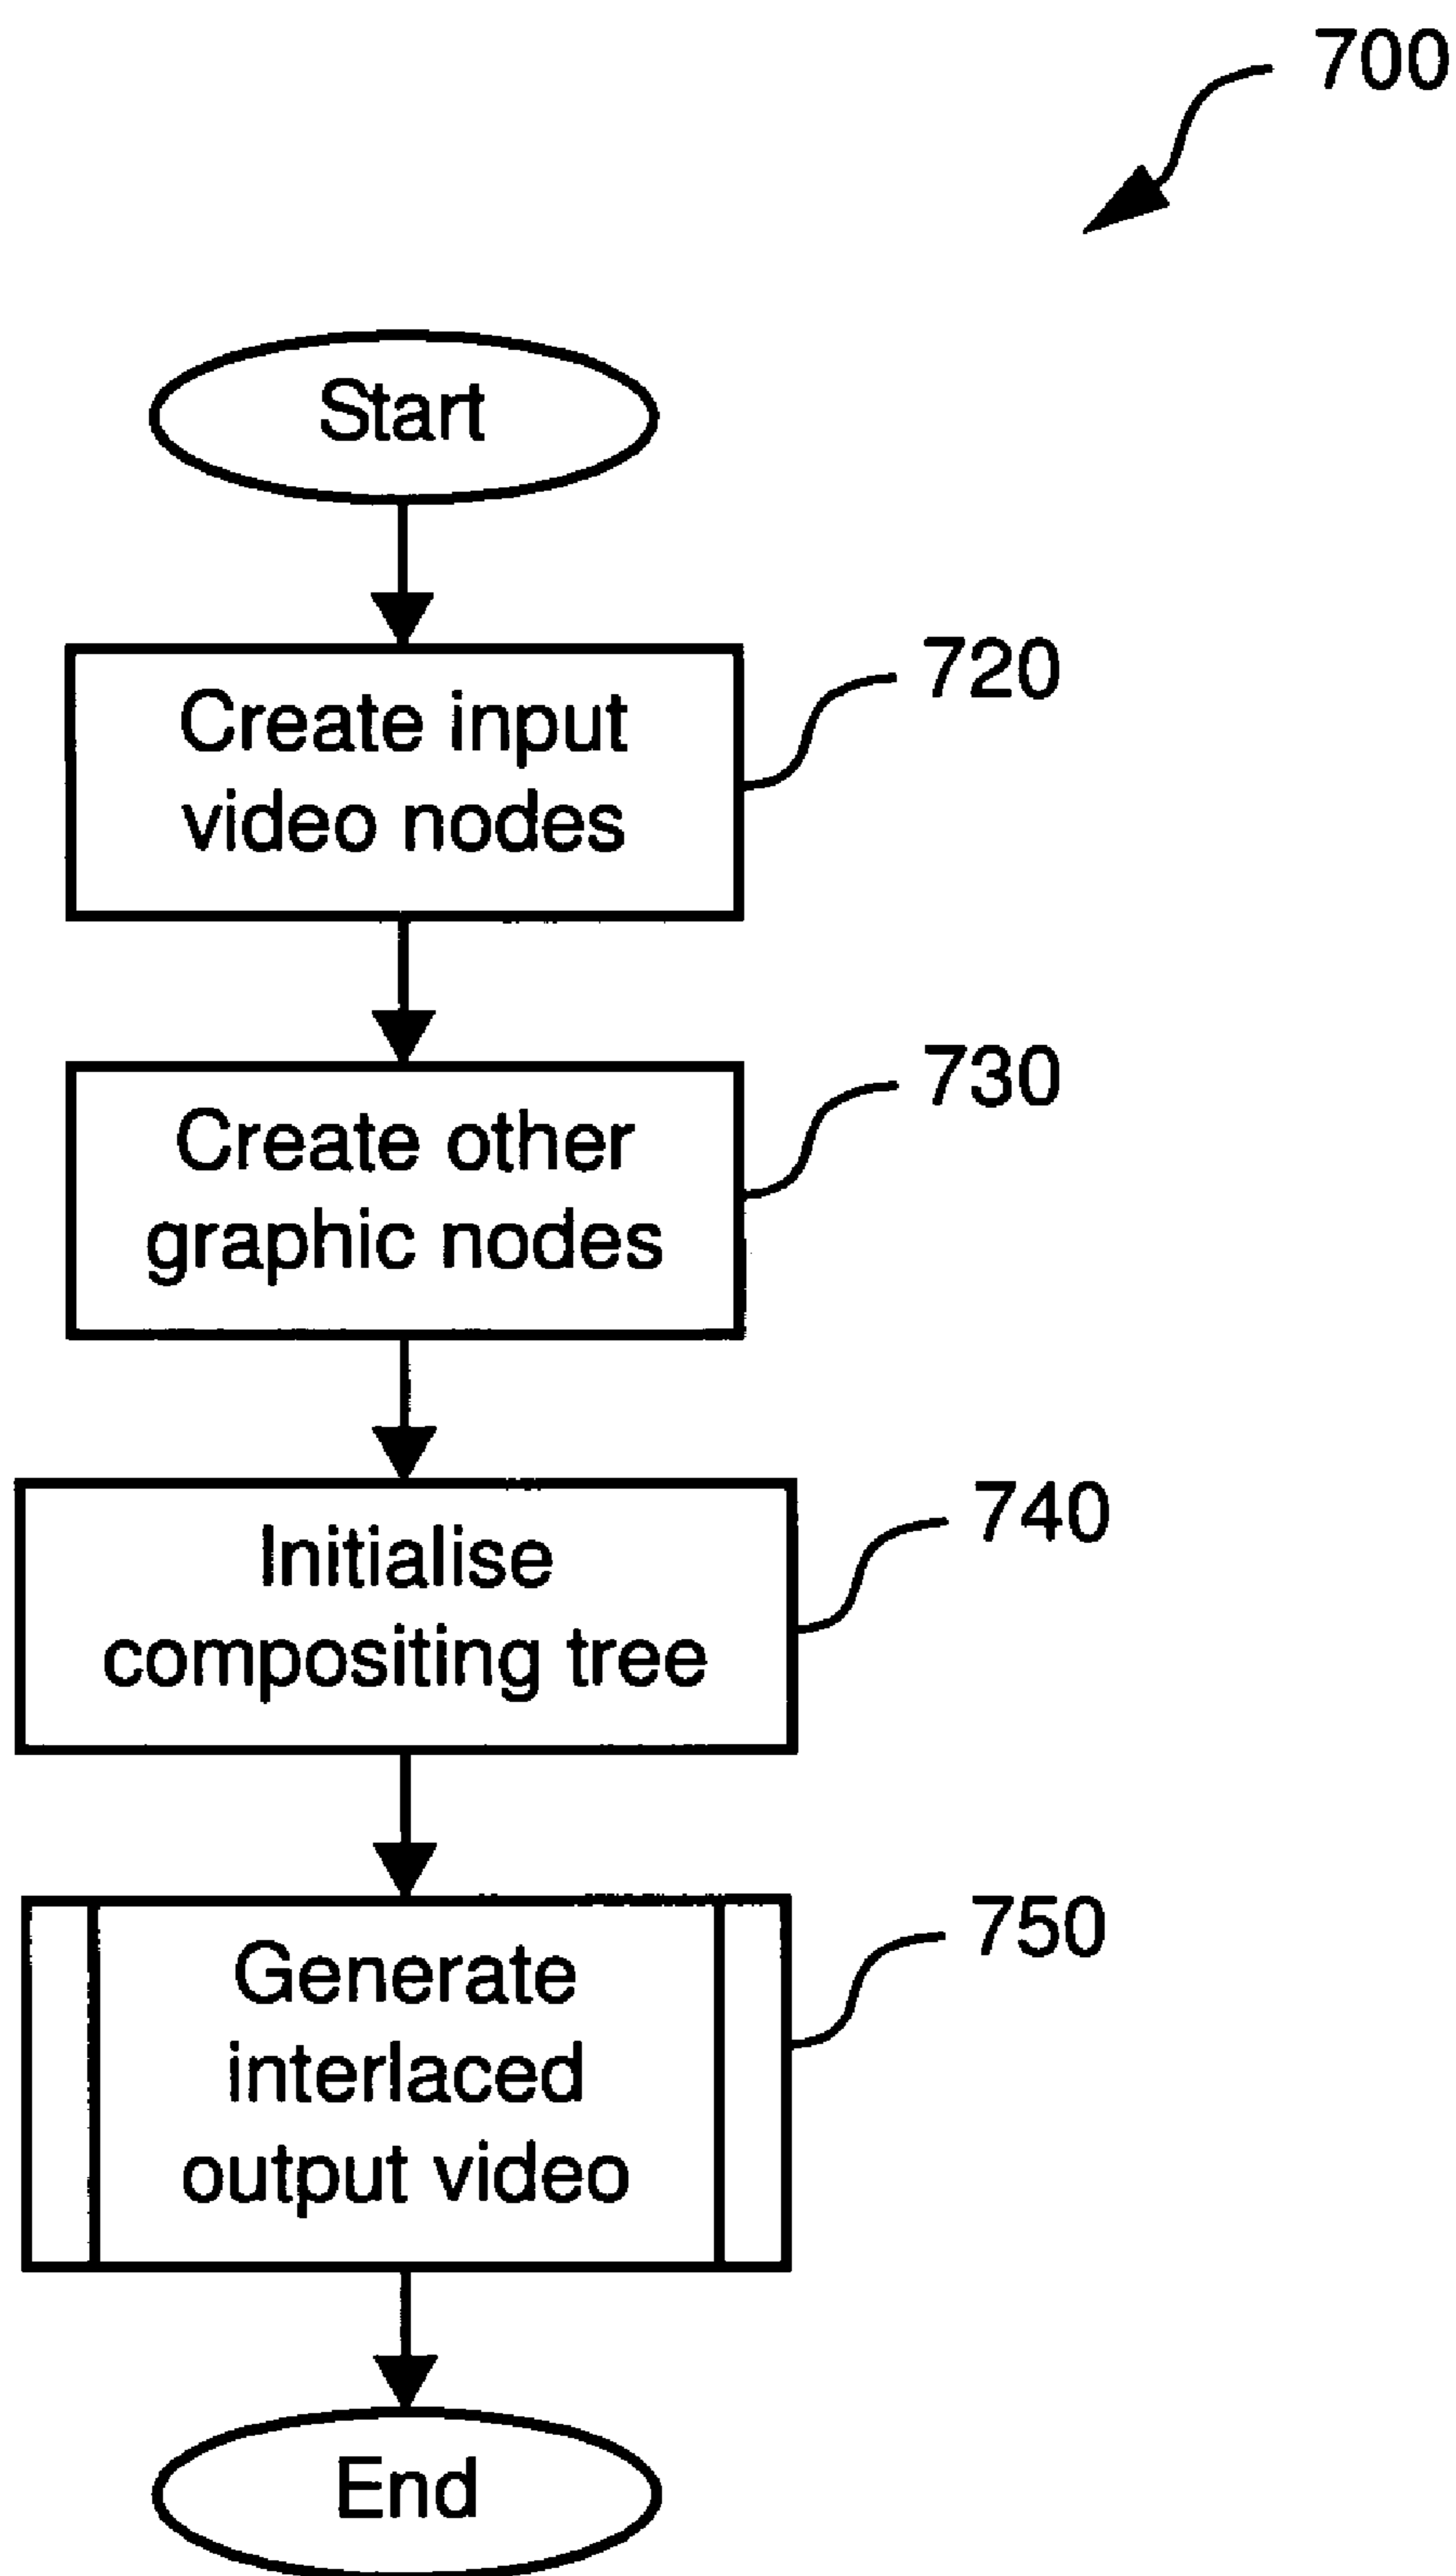 700
Start
Create input
video nodes
720
Create other
graphic nodes
730
Initialise
compositing tree
740
Generate
interlaced
output video
750
End